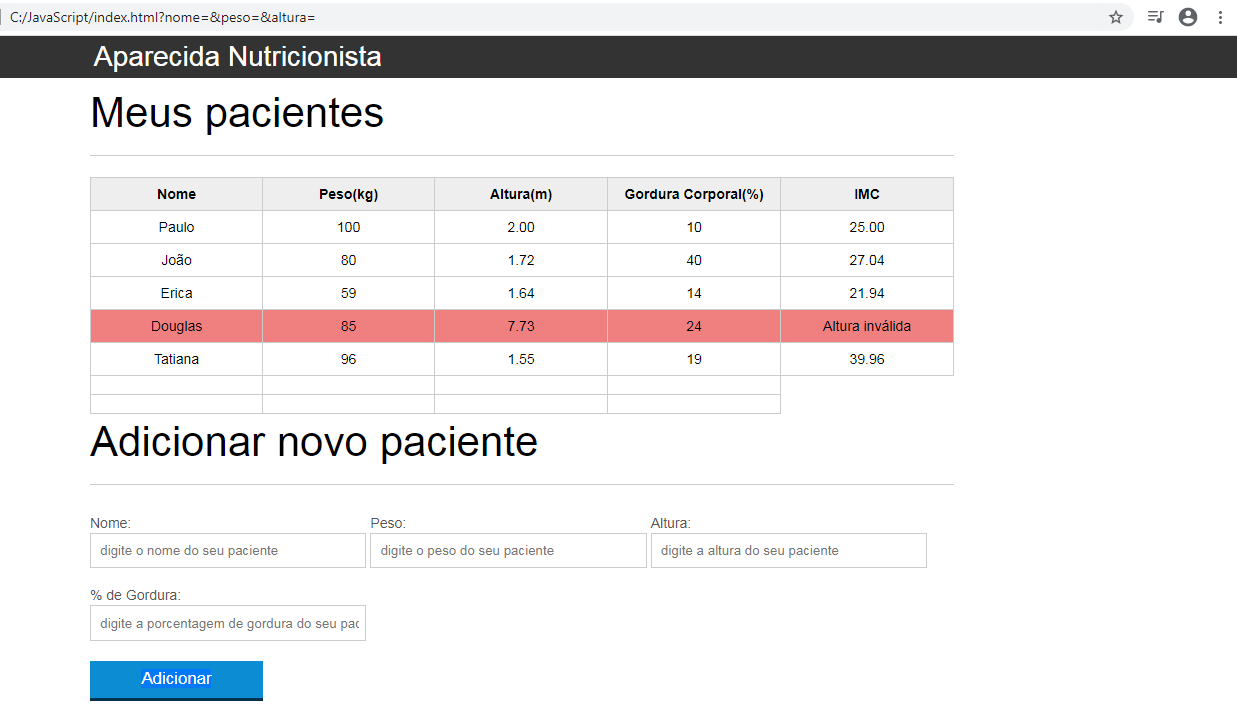 C:/JavaScript/index.html?nome=&peso=&altura=
Aparecida Nutricionista
Meus pacientes
Nome Peso(kg) Altura(m) Gordura Corporal(%) IMC
Paulo 100 2.00 10 25.00
João 80 1.72 40 27.04
Erica 59 1.64 14 21.94
Douglas 85 7.73 24 Altura inválida
Tatiana 96 1.55 19 39.96
Adicionar novo paciente
Nome: Peso: Altura:
digite o nome do seu paciente digite o peso do seu paciente digite a altura do seu paciente
% de Gordura:
digite a porcentagem de gordura do seu pac
Adicionar